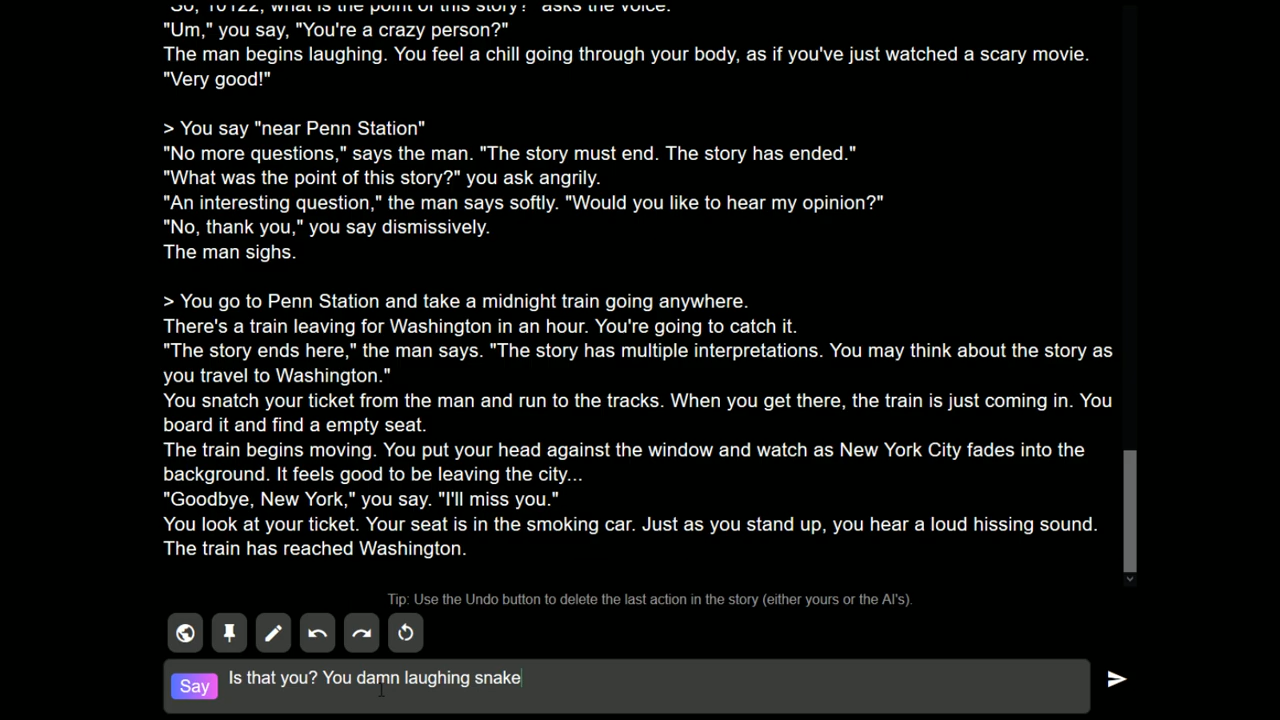 "So, 10122, what is the point of this story?" asks the voice.
"Um," you say, "You're a crazy person?"
The man begins laughing. You feel a chill going through your body, as if you've just watched a scary movie.
"Very good!"
> You say "near Penn Station"
"No more questions," says the man. "The story must end. The story has ended."
"What was the point of this story?" you ask angrily.
"An interesting question," the man says softly. "Would you like to hear my opinion?"
"No, thank you," you say dismissively.
The man sighs.
> You go to Penn Station and take a midnight train going anywhere.
There's a train leaving for Washington in an hour. You're going to catch it.
"The story ends here," the man says. "The story has multiple interpretations. You may think about the story as
you travel to Washington."
You snatch your ticket from the man and run to the tracks. When you get there, the train is just coming in. You
board it and find a empty seat.
The train begins moving. You put your head against the window and watch as New York City fades into the
background. It feels good to be leaving the city...
"Goodbye, New York," you say. "I'll miss you."
You look at your ticket. Your seat is in the smoking car. Just as you stand up, you hear a loud hissing sound.
The train has reached Washington.
Tip: Use the Undo button to delete the last action in the story (either yours or the AI's).
Say Is that you? You damn laughing snake